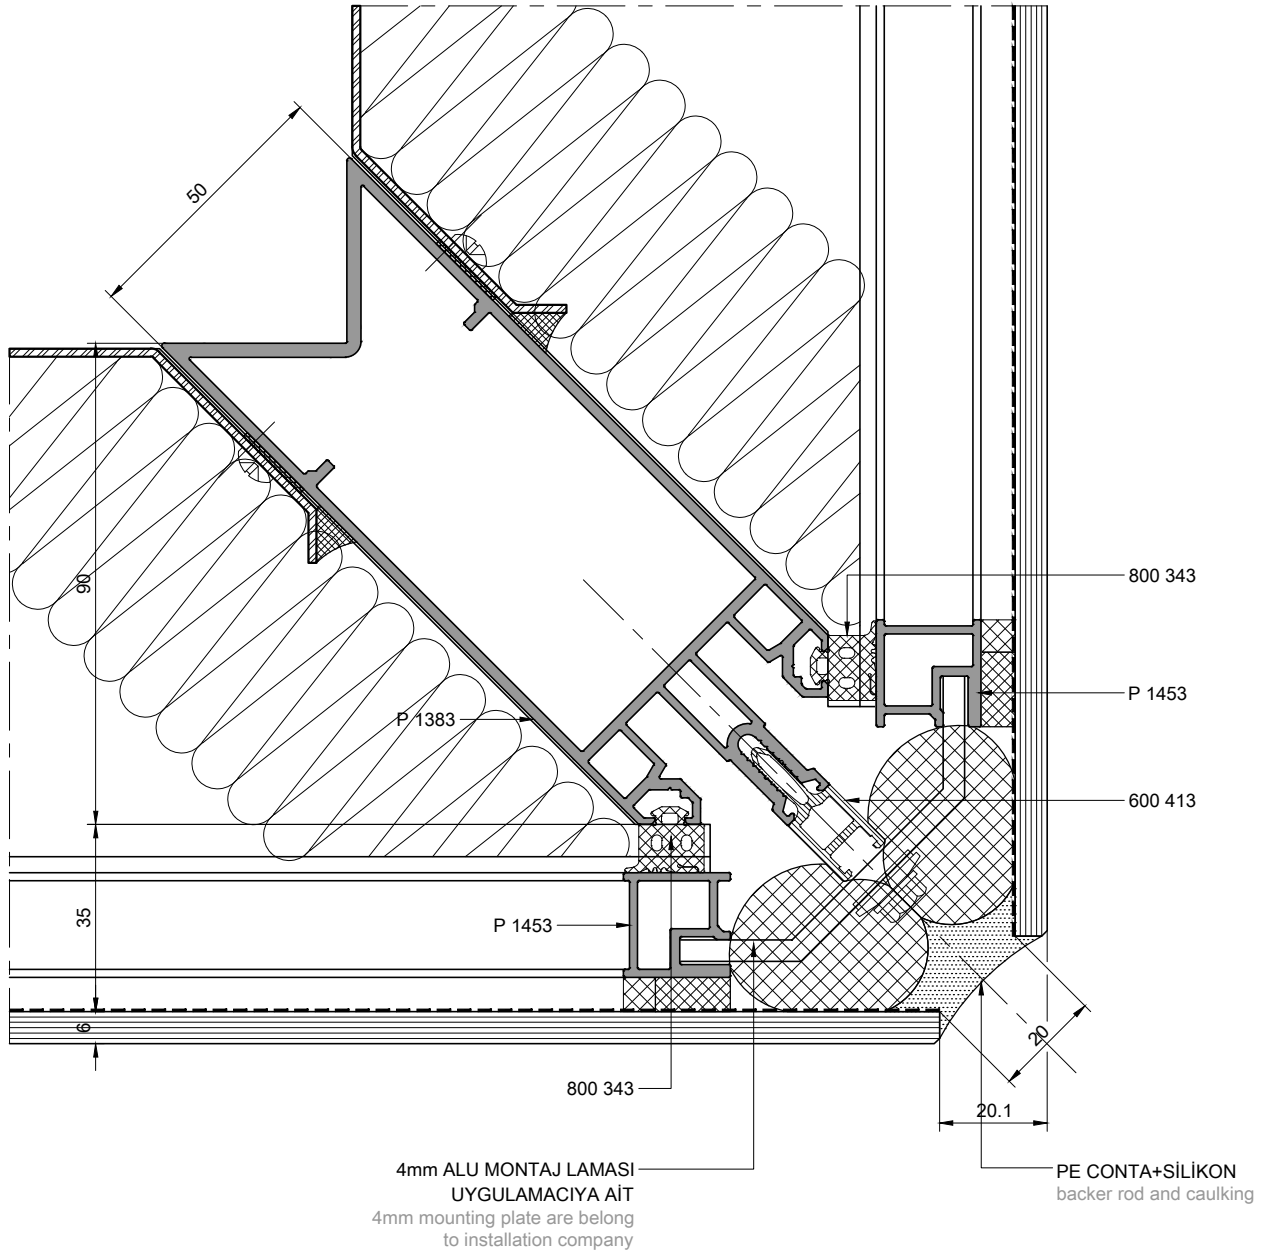 50
90
800 343
P 1453
P 1383
600 413
35
P 1453
6
20
800 343
20.1
4mm ALU MONTAJ LAMASI
UYGULAMACIYA AİT
4mm mounting plate are belong
to installation company
PE CONTA+SİLİKON
backer rod and caulking